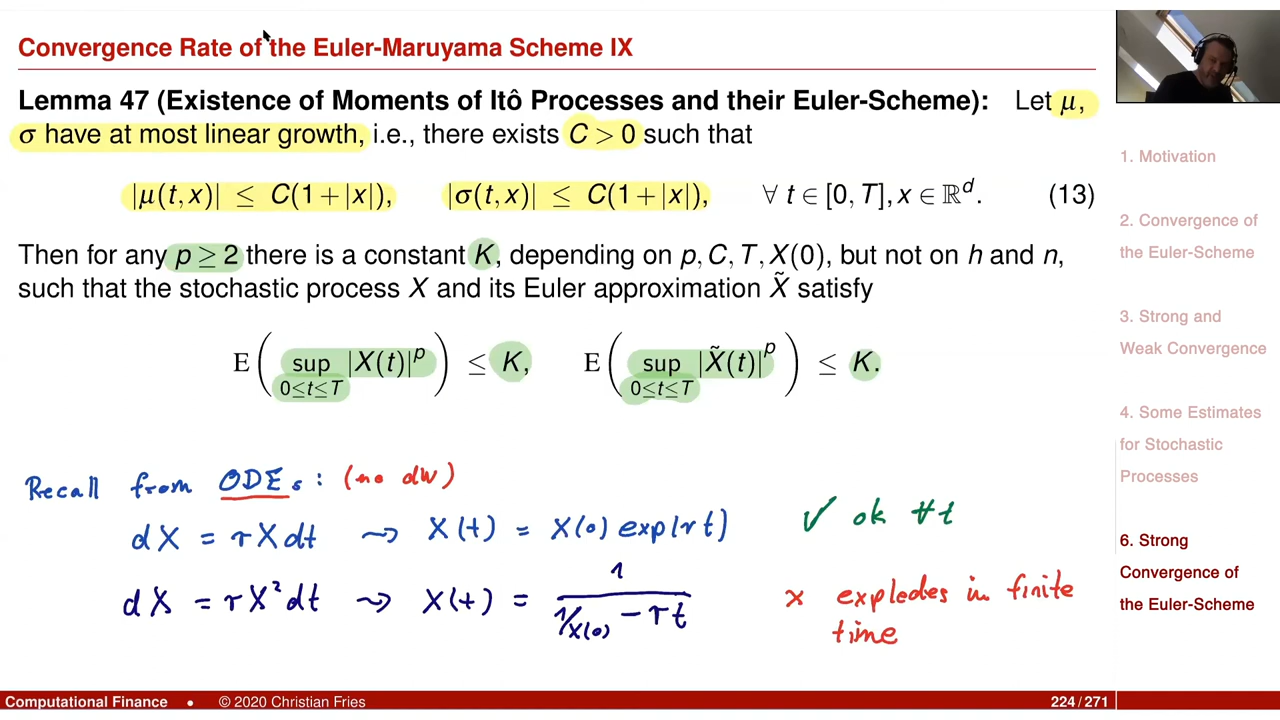 Convergence Rate of the Euler-Maruyama Scheme IX
Lemma 47 (Existence of Moments of Itô Processes and their Euler-Scheme): Let μ,
σ have at most linear growth, i.e., there exists C > 0 such that
|μ(t,x)| ≤ C(1+|x|), |σ(t,x)| ≤ C(1+|x|), ∀ t ∈ [0,T], x ∈ ℝ^d. (13)
Then for any p ≥ 2 there is a constant K, depending on p, C, T, X(0), but not on h and n,
such that the stochastic process X and its Euler approximation X̃ satisfy
E( sup_{0≤t≤T} |X(t)|^p ) ≤ K, E( sup_{0≤t≤T} |X̃(t)|^p ) ≤ K.
Recall from ODEs: (no dW)
dX = rXdt ⇝ X(t) = X(0) exp(rt) ✓ ok ∀t
dX = rX²dt ⇝ X(t) = 1 / (1/X(0) − rt) x explodes in finite
time
1. Motivation
2. Convergence of
the Euler-Scheme
3. Strong and
Weak Convergence
4. Some Estimates
for Stochastic
Processes
6. Strong
Convergence of
the Euler-Scheme
Computational Finance • © 2020 Christian Fries 224/271